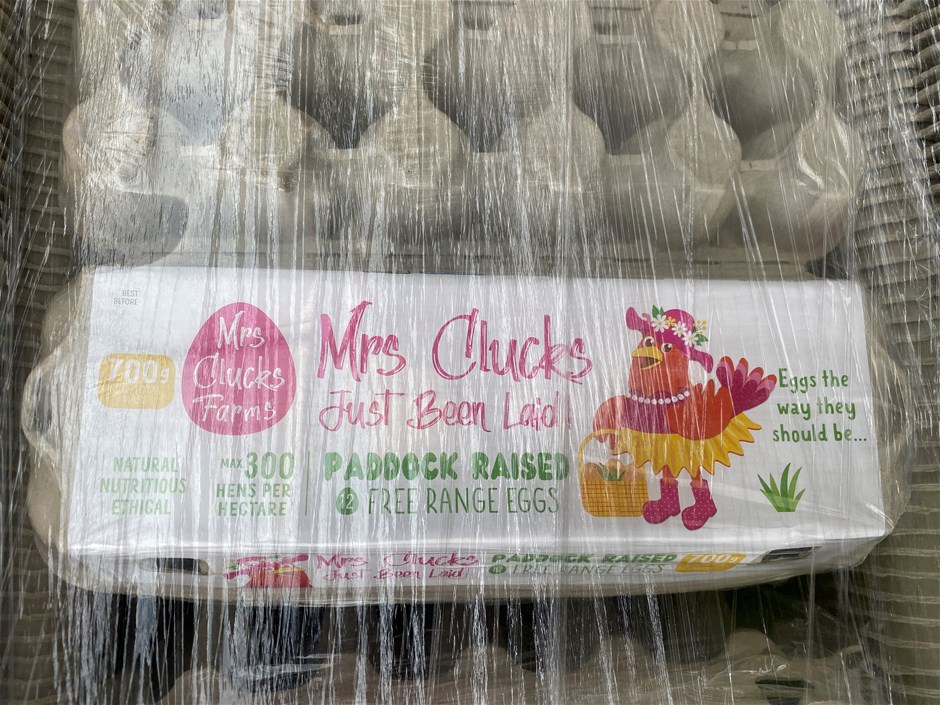 BEST
BEFORE
700g
Mrs
Clucks
Farms
Mrs Clucks
Just Been Laid!
NATURAL
NUTRITIOUS
ETHICAL
MAX 300
HENS PER
HECTARE
PADDOCK RAISED
12 FREE RANGE EGGS
Eggs the
way they
should be...
Mrs Clucks
Just Been Laid!
PADDOCK RAISED
12 FREE RANGE EGGS
700g